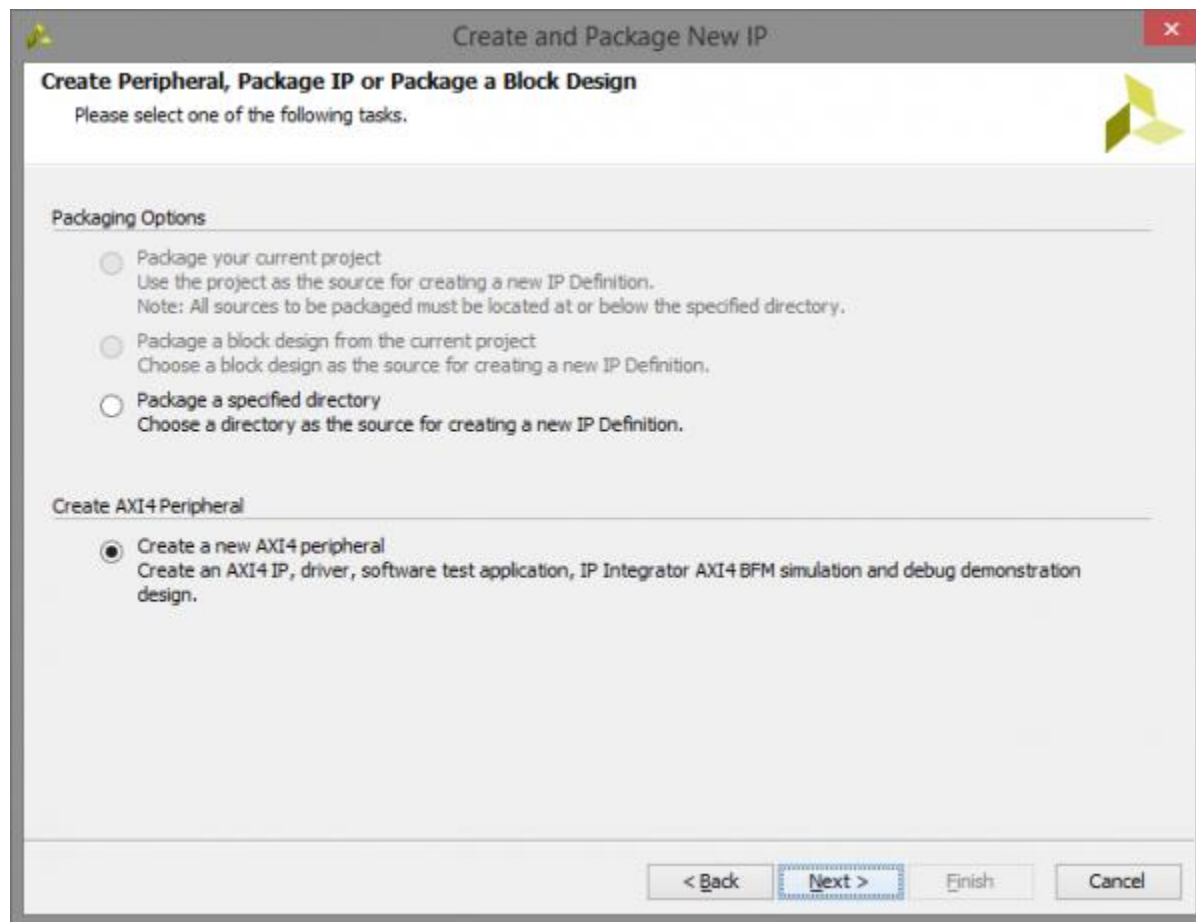 Create and Package New IP
Create Peripheral, Package IP or Package a Block Design
Please select one of the following tasks.
Packaging Options
Package your current project
Use the project as the source for creating a new IP Definition.
Note: All sources to be packaged must be located at or below the specified directory.
Package a block design from the current project
Choose a block design as the source for creating a new IP Definition.
Package a specified directory
Choose a directory as the source for creating a new IP Definition.
Create AXI4 Peripheral
Create a new AXI4 peripheral
Create an AXI4 IP, driver, software test application, IP Integrator AXI4 BFM simulation and debug demonstration
design.
< Back Next > Finish Cancel